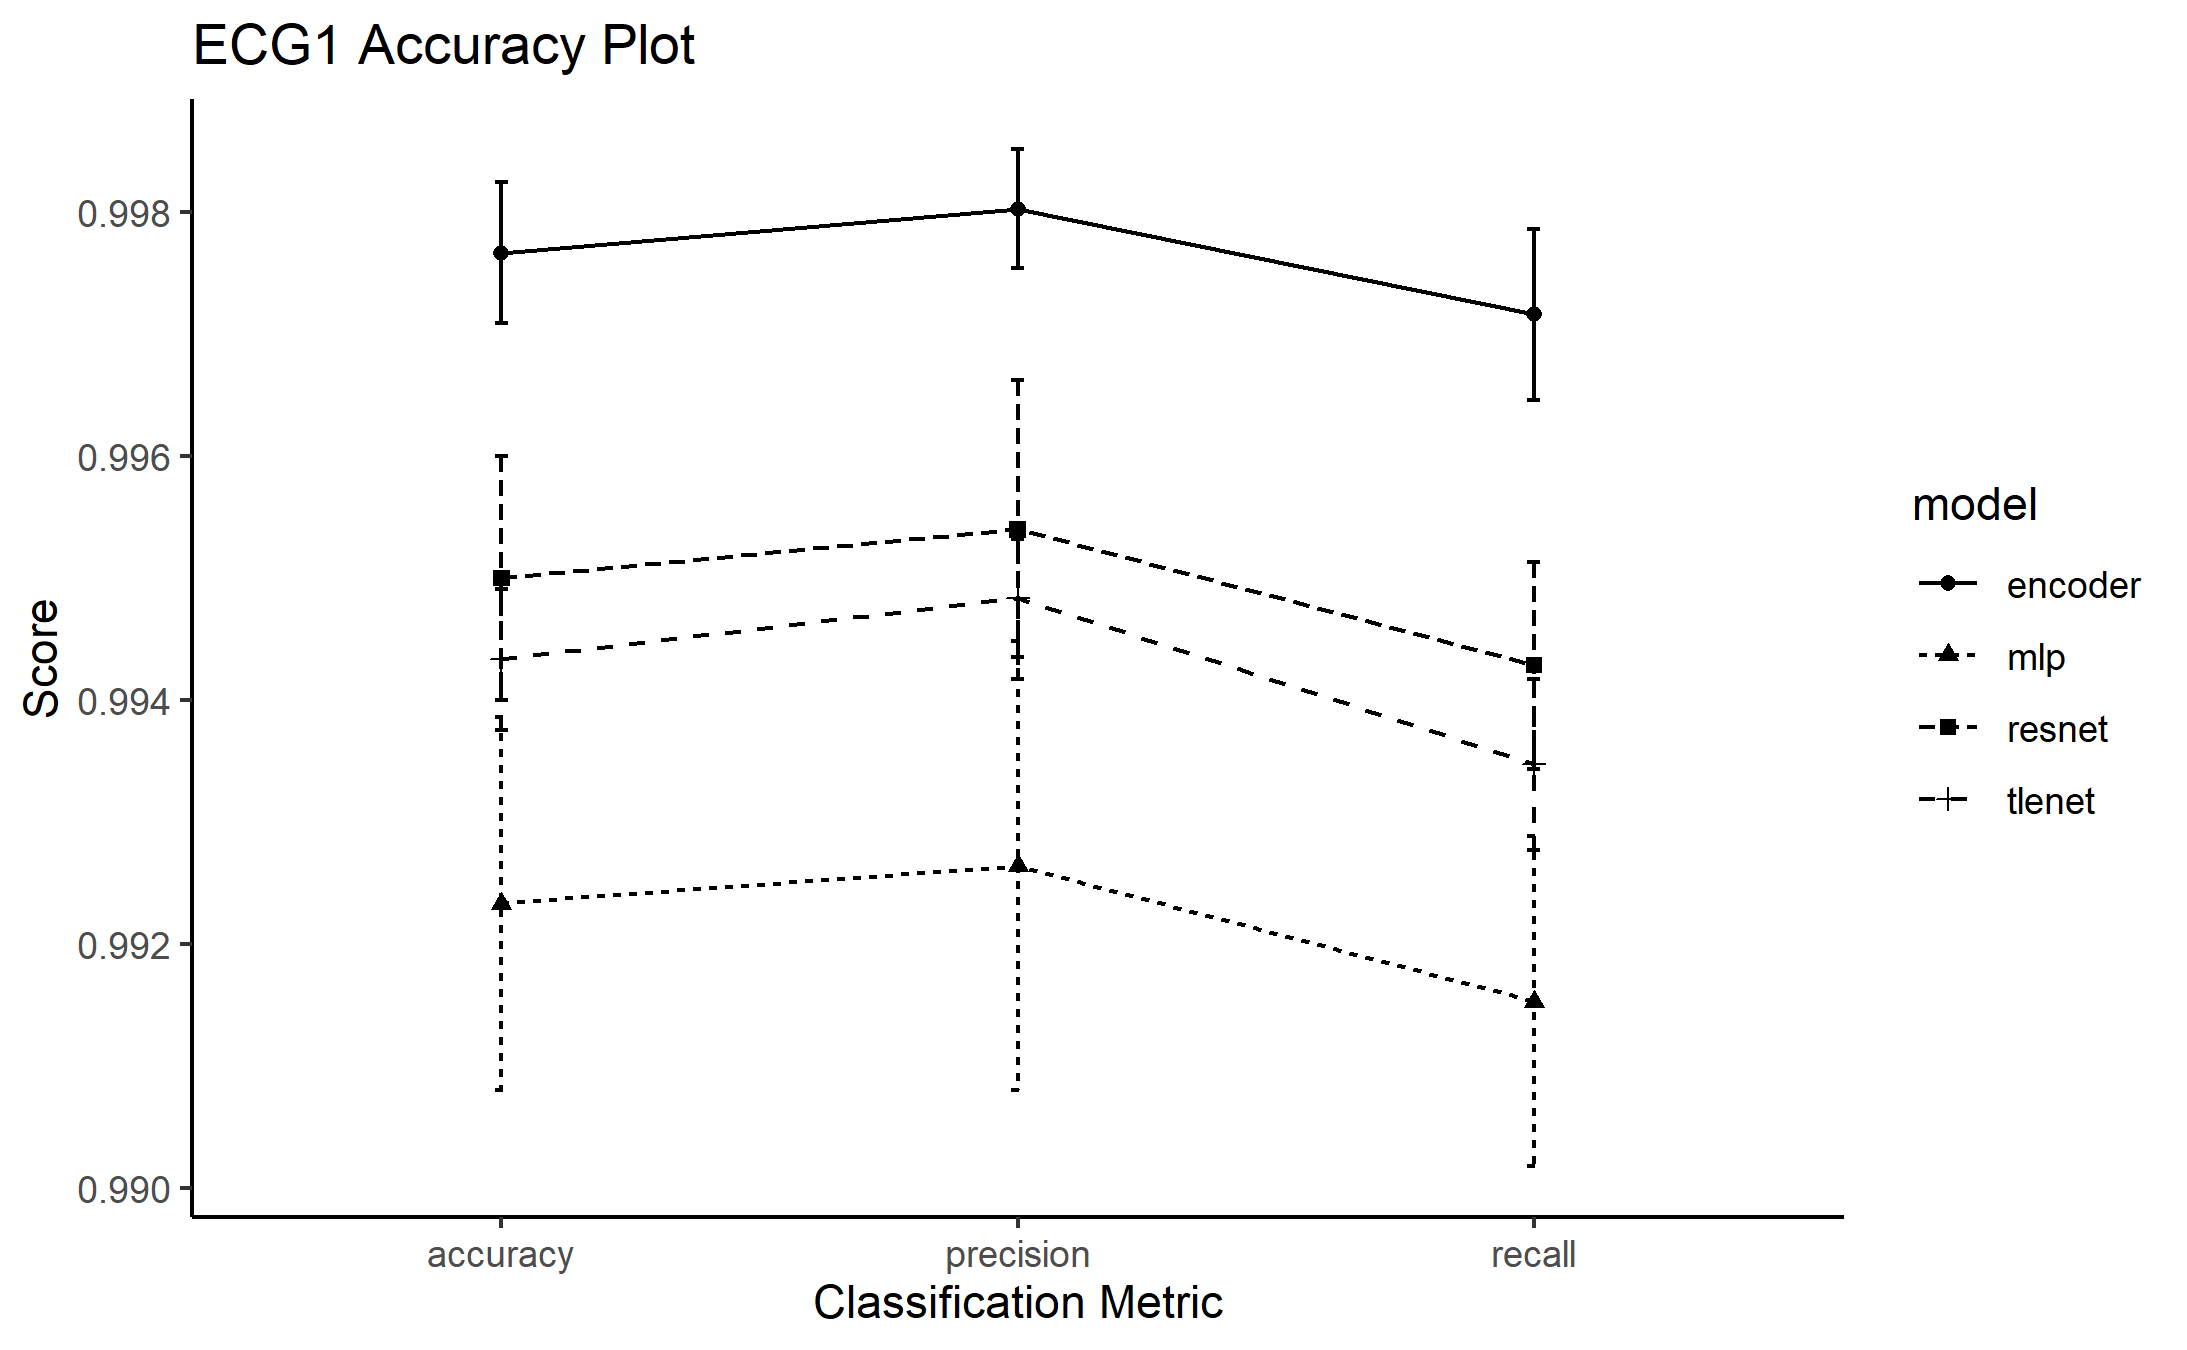 ECG1 Accuracy Plot
Score
0.998
0.996
0.994
0.992
0.990
accuracy precision recall
Classification Metric
model
encoder
mlp
resnet
tlenet